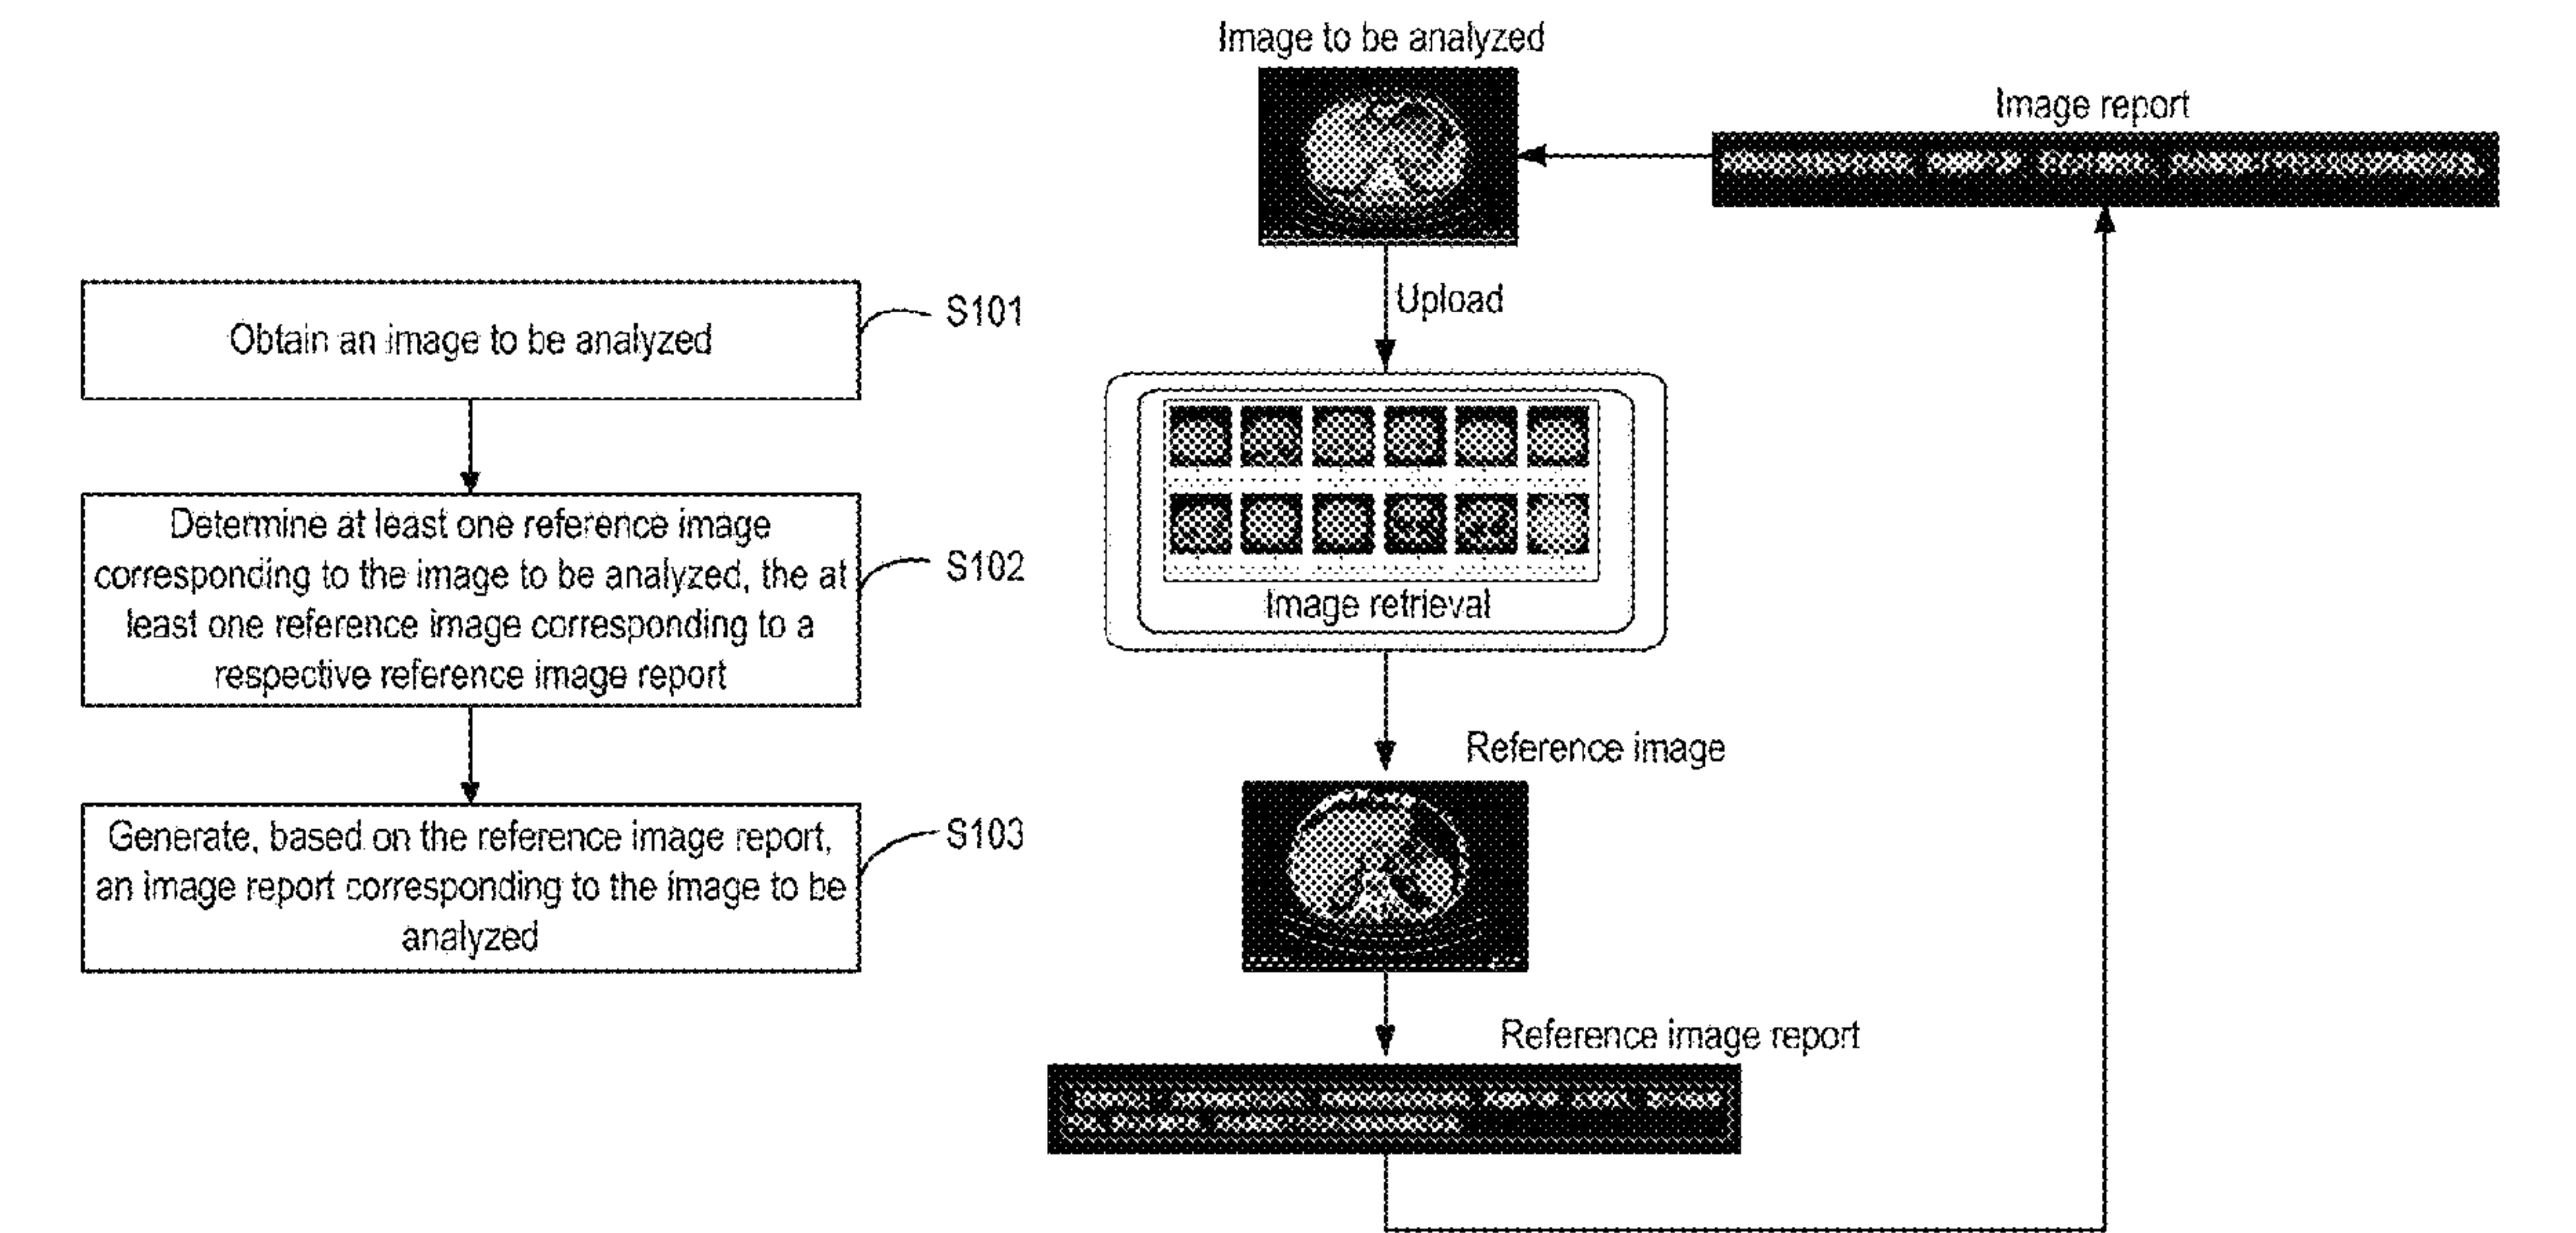 Obtain an image to be analyzed
S101
Determine at least one reference image
corresponding to the image to be analyzed, the at
least one reference image corresponding to a
respective reference image report
S102
Generate, based on the reference image report,
an image report corresponding to the image to be
analyzed
S103
Image to be analyzed
Image report
Upload
Image retrieval
Reference image
Reference image report